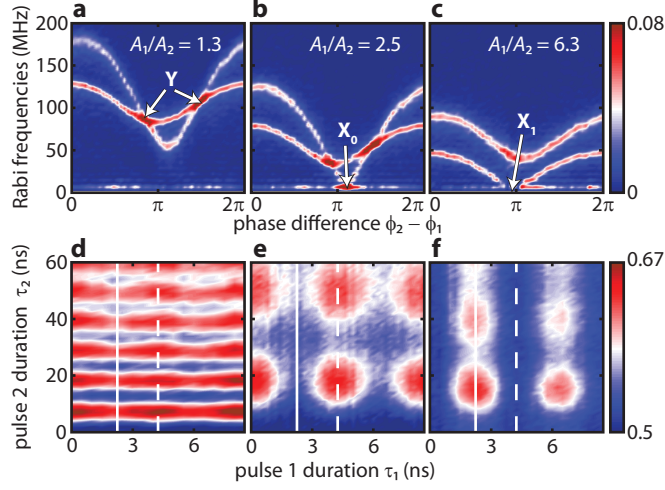 a b c
A₁/A₂ = 1.3 A₁/A₂ = 2.5 A₁/A₂ = 6.3
Rabi frequencies (MHz)
200
150
100
50
0
Y
X₀
X₁
0.08
0
0 π 2π 0 π 2π 0 π 2π
phase difference ϕ₂ − ϕ₁
d e f
pulse 2 duration τ₂ (ns)
60
40
20
0
0.67
0.5
0 3 6 0 3 6 0 3 6
pulse 1 duration τ₁ (ns)